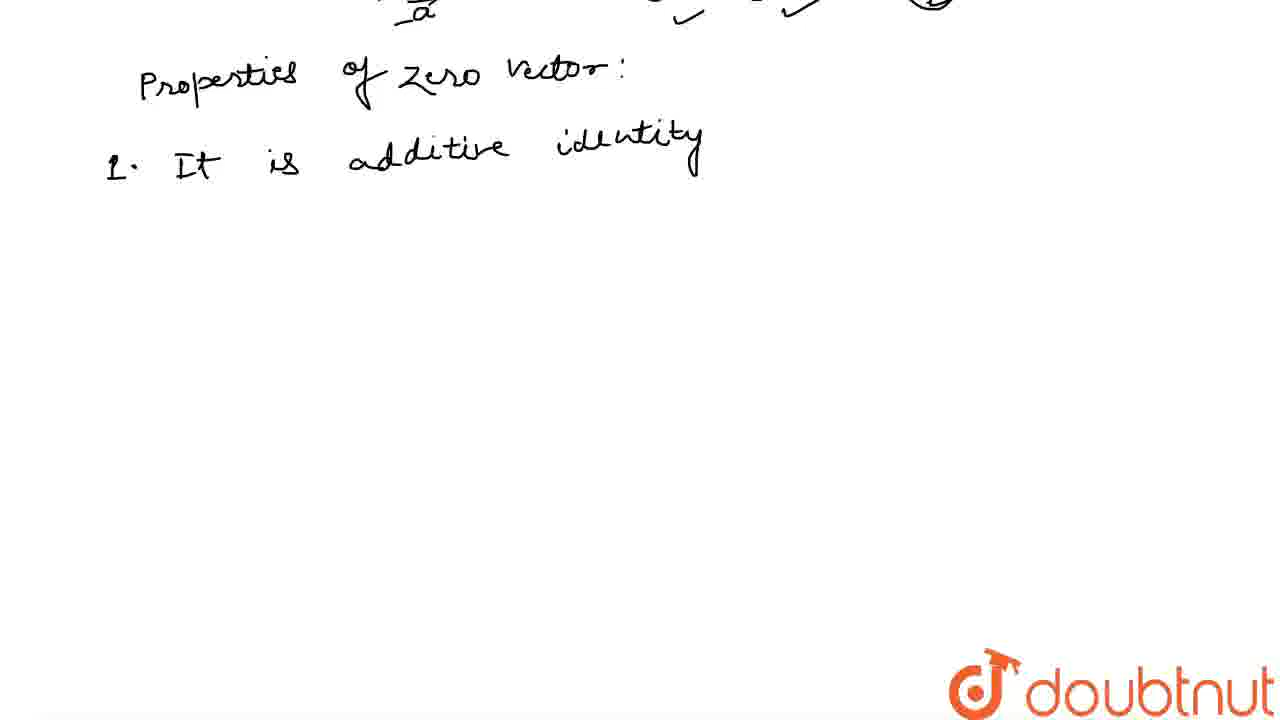 a
Properties of zero vector:
1. It is additive identity
doubtnut